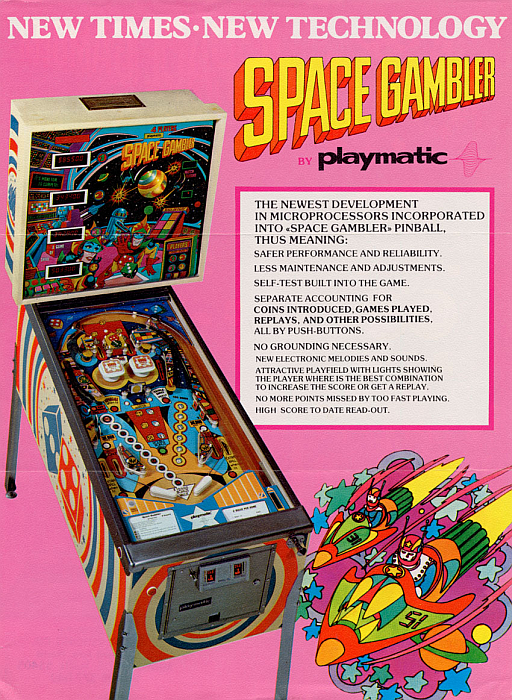 NEW TIMES·NEW TECHNOLOGY
SPACE GAMBLER
BY playmatic
THE NEWEST DEVELOPMENT
IN MICROPROCESSORS INCORPORATED
INTO «SPACE GAMBLER» PINBALL,
THUS MEANING:
SAFER PERFORMANCE AND RELIABILITY.
LESS MAINTENANCE AND ADJUSTMENTS.
SELF-TEST BUILT INTO THE GAME.
SEPARATE ACCOUNTING FOR
COINS INTRODUCED, GAMES PLAYED,
REPLAYS, AND OTHER POSSIBILITIES,
ALL BY PUSH-BUTTONS.
NO GROUNDING NECESSARY.
NEW ELECTRONIC MELODIES AND SOUNDS.
ATTRACTIVE PLAYFIELD WITH LIGHTS SHOWING
THE PLAYER WHERE IS THE BEST COMBINATION
TO INCREASE THE SCORE OR GET A REPLAY.
NO MORE POINTS MISSED BY TOO FAST PLAYING.
HIGH SCORE TO DATE READ-OUT.
4 PLAYERS
SPACE GAMBLER
playmatic
playmatic
15